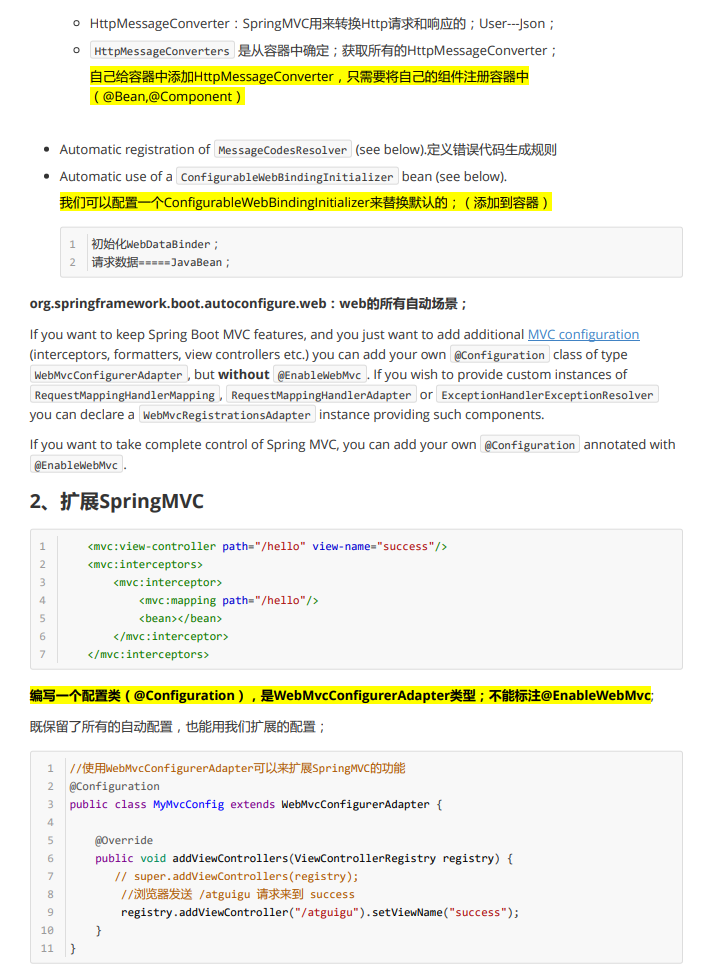 HttpMessageConverter：SpringMVC用来转换Http请求和响应的；User---Json；
HttpMessageConverters 是从容器中确定；获取所有的HttpMessageConverter；
自己给容器中添加HttpMessageConverter，只需要将自己的组件注册容器中
（@Bean,@Component）
Automatic registration of MessageCodesResolver (see below).定义错误代码生成规则
Automatic use of a ConfigurableWebBindingInitializer bean (see below).
我们可以配置一个ConfigurableWebBindingInitializer来替换默认的；（添加到容器）
1 初始化WebDataBinder；
2 请求数据=====JavaBean；
org.springframework.boot.autoconfigure.web：web的所有自动场景；
If you want to keep Spring Boot MVC features, and you just want to add additional MVC configuration
(interceptors, formatters, view controllers etc.) you can add your own @Configuration class of type
WebMvcConfigurerAdapter, but without @EnableWebMvc. If you wish to provide custom instances of
RequestMappingHandlerMapping, RequestMappingHandlerAdapter or ExceptionHandlerExceptionResolver
you can declare a WebMvcRegistrationsAdapter instance providing such components.
If you want to take complete control of Spring MVC, you can add your own @Configuration annotated with
@EnableWebMvc.
2、扩展SpringMVC
1 <mvc:view-controller path="/hello" view-name="success"/>
2 <mvc:interceptors>
3 <mvc:interceptor>
4 <mvc:mapping path="/hello"/>
5 <bean></bean>
6 </mvc:interceptor>
7 </mvc:interceptors>
编写一个配置类（@Configuration），是WebMvcConfigurerAdapter类型；不能标注@EnableWebMvc;
既保留了所有的自动配置，也能用我们扩展的配置；
1 //使用WebMvcConfigurerAdapter可以来扩展SpringMVC的功能
2 @Configuration
3 public class MyMvcConfig extends WebMvcConfigurerAdapter {
4
5 @Override
6 public void addViewControllers(ViewControllerRegistry registry) {
7 // super.addViewControllers(registry);
8 //浏览器发送 /atguigu 请求来到 success
9 registry.addViewController("/atguigu").setViewName("success");
10 }
11 }